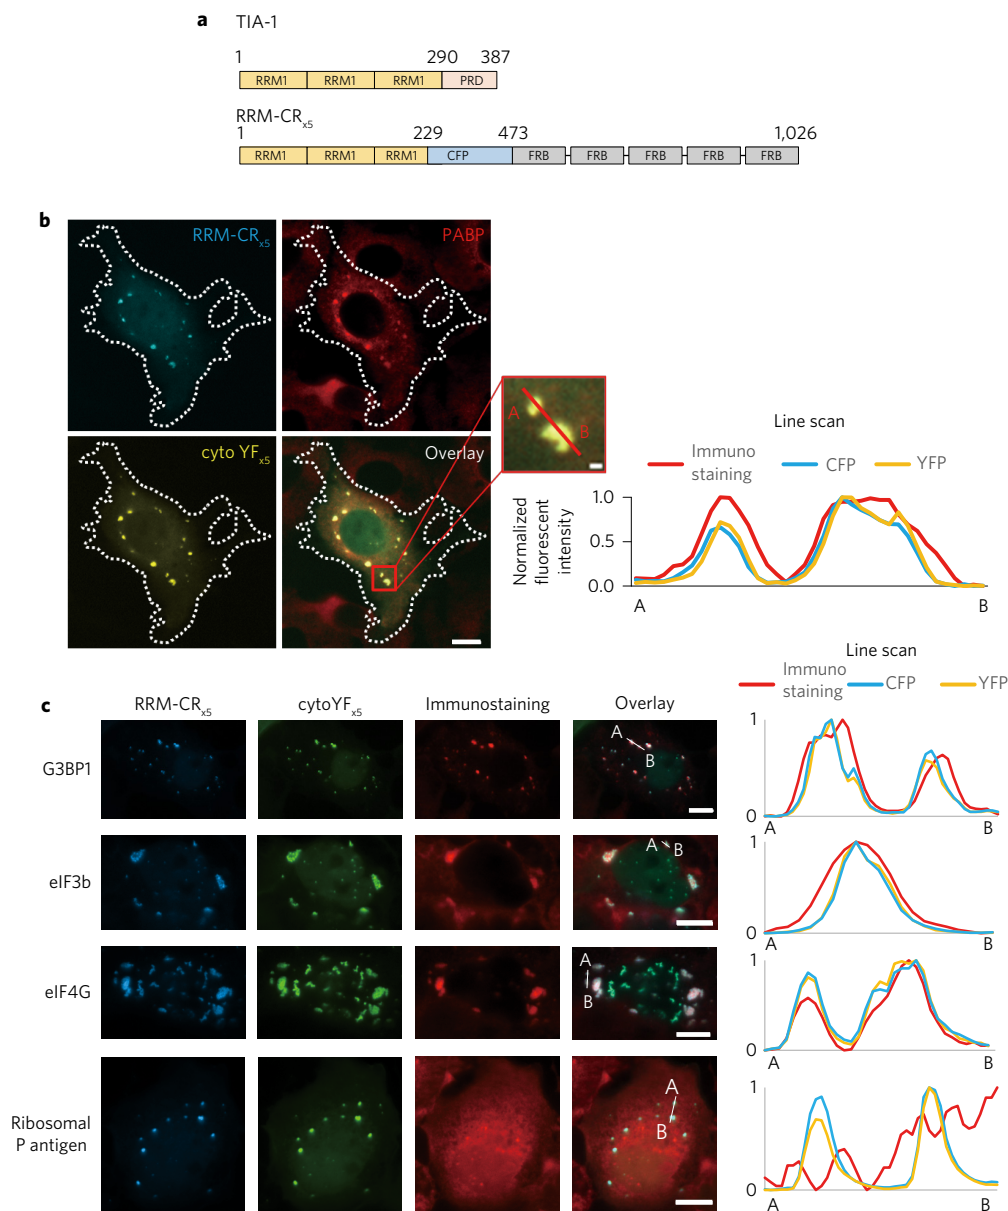 a TIA-1
1 290 387
RRM1 RRM1 RRM1 PRD
RRM-CRx5
1 229 473 1,026
RRM1 RRM1 RRM1 CFP FRB FRB FRB FRB FRB
b
RRM-CRx5
PABP
cyto YFx5
Overlay
A
B
Line scan
Immuno
staining
CFP
YFP
Normalized
fluorescent
intensity
1.0
0.5
0.0
A B
c
RRM-CRx5 cytoYFx5 Immunostaining Overlay
Line scan
Immuno
staining
CFP
YFP
G3BP1
A
B
1
0
A B
eIF3b
A
B
1
0
A B
eIF4G
A
B
1
0
A B
Ribosomal
P antigen
A
B
1
0
A B